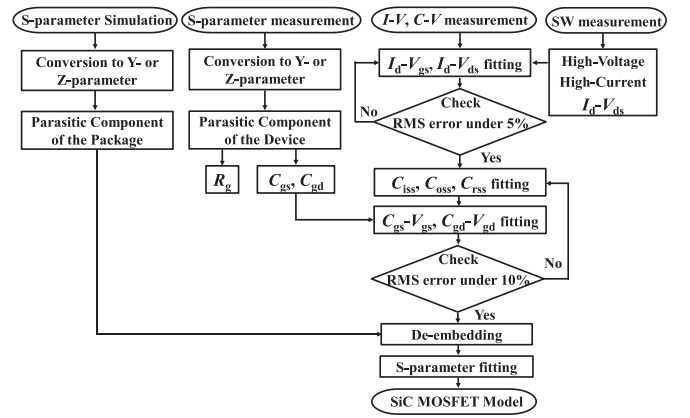 S-parameter Simulation
S-parameter measurement
I-V, C-V measurement
SW measurement
Conversion to Y- or
Z-parameter
Conversion to Y- or
Z-parameter
Id-Vgs, Id-Vds fitting
High-Voltage
High-Current
Id-Vds
Parasitic Component
of the Package
Parasitic Component
of the Device
No
Check
RMS error under 5%
Yes
Rg
Cgs, Cgd
Ciss, Coss, Crss fitting
Cgs-Vgs, Cgd-Vgd fitting
Check
RMS error under 10%
No
Yes
De-embedding
S-parameter fitting
SiC MOSFET Model